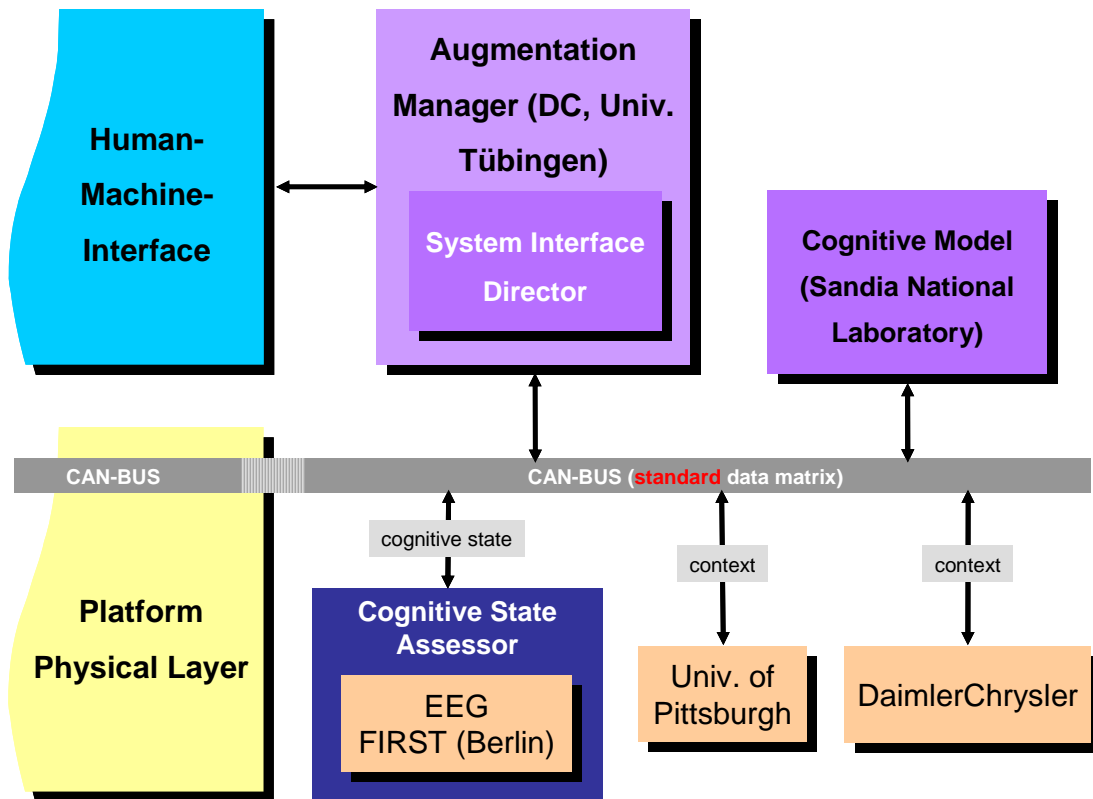 Human-
Machine-
Interface
Augmentation
Manager (DC, Univ.
Tübingen)
System Interface
Director
Cognitive Model
(Sandia National
Laboratory)
CAN-BUS
CAN-BUS (standard data matrix)
cognitive state
context
context
Platform
Physical Layer
Cognitive State
Assessor
EEG
FIRST (Berlin)
Univ. of
Pittsburgh
DaimlerChrysler